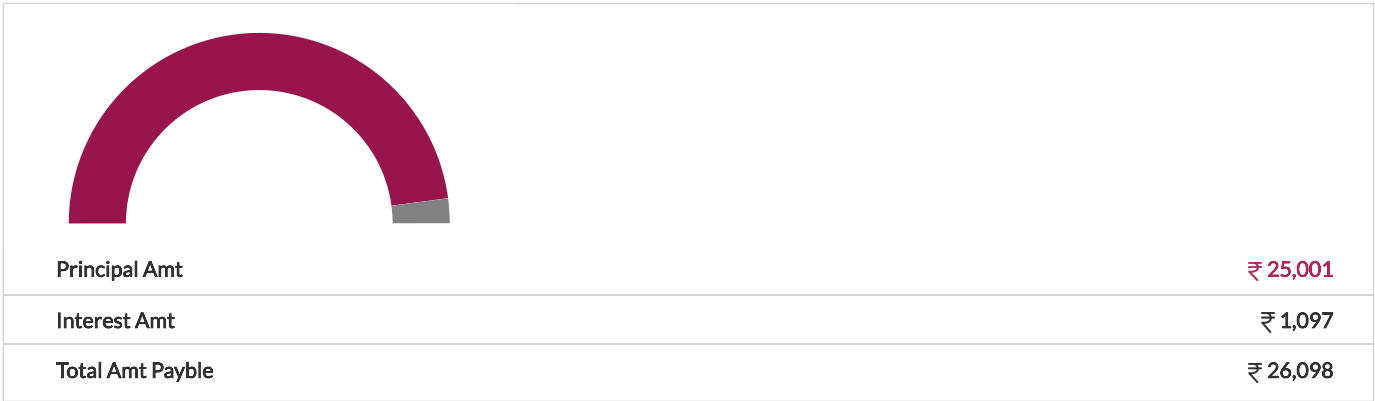 Principal Amt ₹ 25,001
Interest Amt ₹ 1,097
Total Amt Payble ₹ 26,098